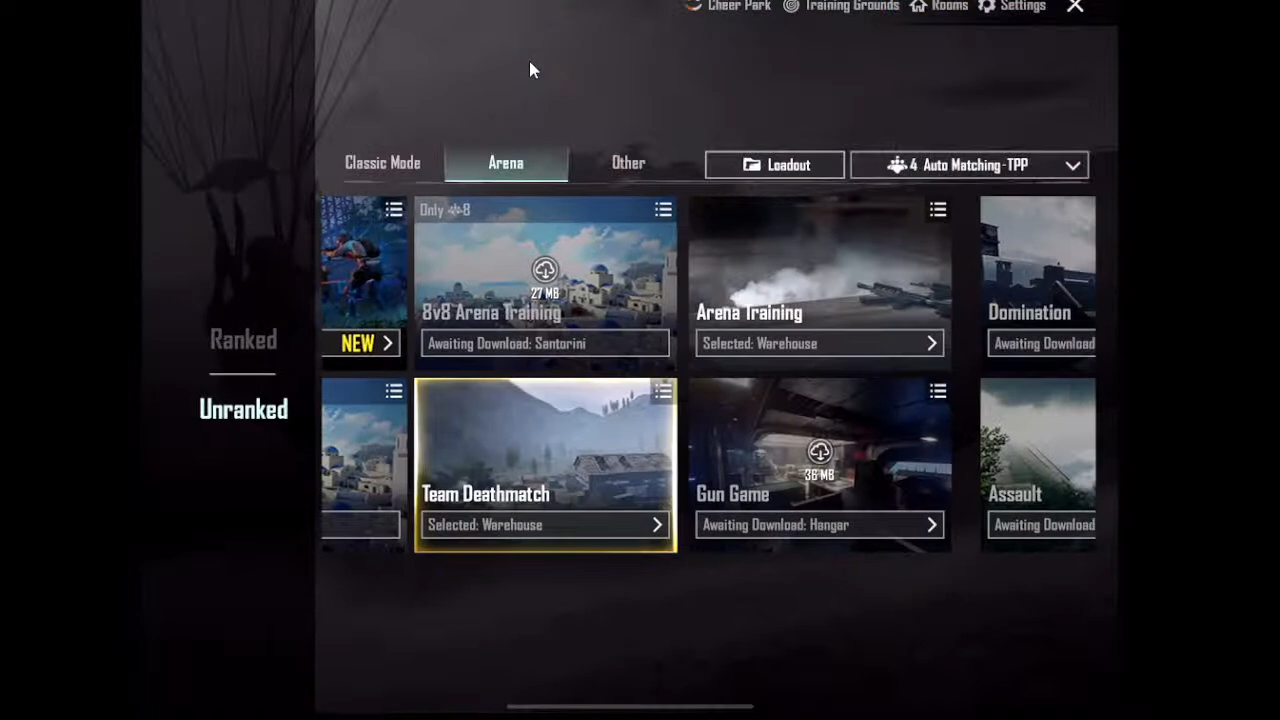 Cheer Park Training Grounds Rooms Settings
Classic Mode Arena Other Loadout 4 Auto Matching-TPP
Only 8
27 MB
8v8 Arena Training
Awaiting Download: Santorini
Arena Training
Selected: Warehouse
Domination
Awaiting Download
NEW
Ranked
Unranked
Team Deathmatch
Selected: Warehouse
36 MB
Gun Game
Awaiting Download: Hangar
Assault
Awaiting Download